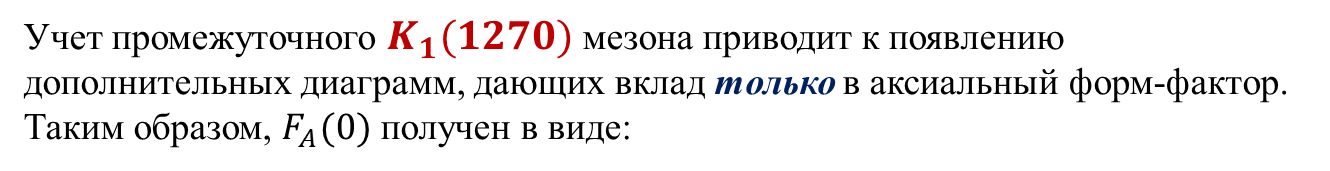 Учет промежуточного K₁(1270) мезона приводит к появлению
дополнительных диаграмм, дающих вклад только в аксиальный форм-фактор.
Таким образом, F_A(0) получен в виде: